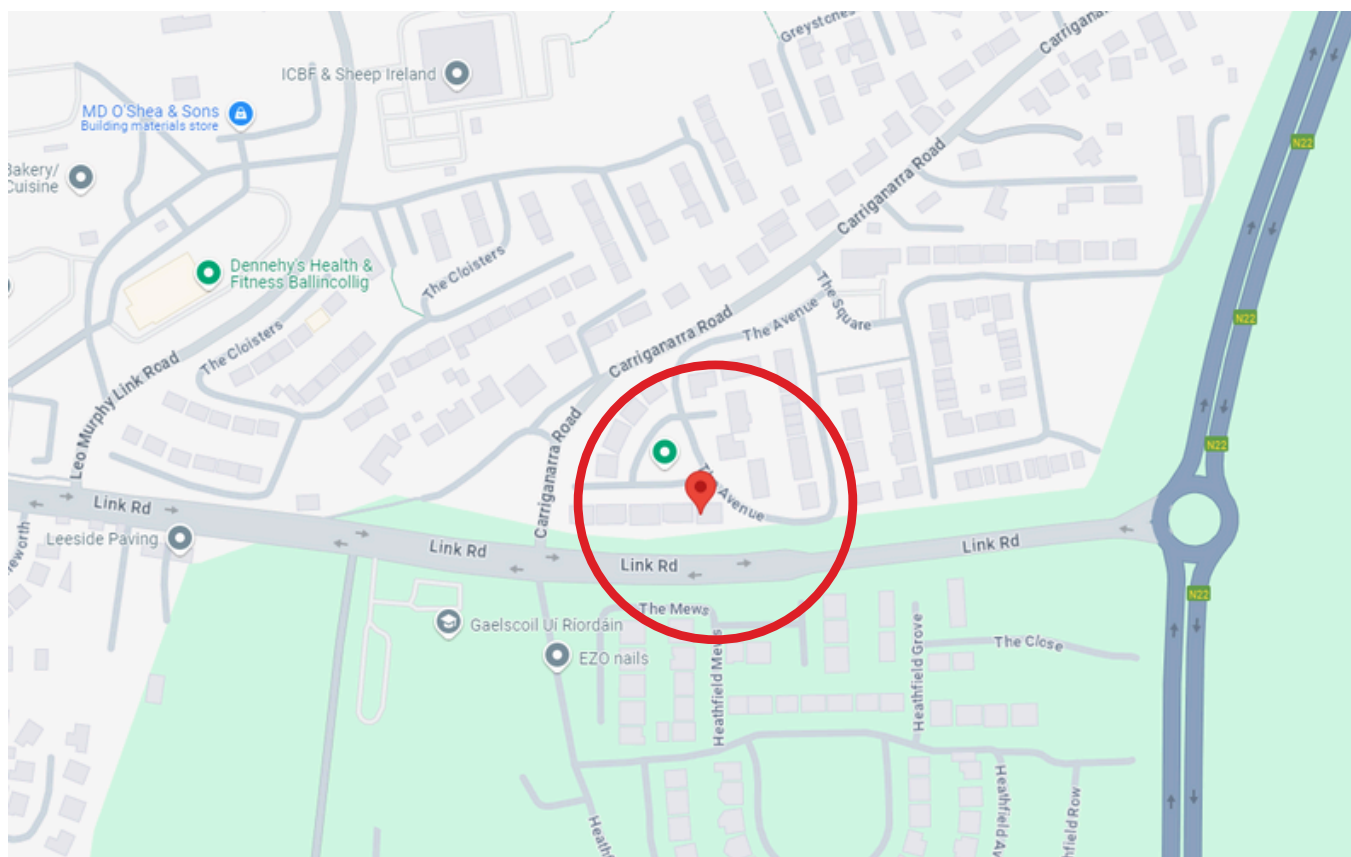 Greystones
Carrigana
ICBF & Sheep Ireland
MD O'Shea & Sons
Building materials store
N22
Bakery/
Cuisine
Carriganarra Road
Dennehy's Health &
Fitness Ballincollig
The Cloisters
The Square
N22
The Avenue
Carriganarra Road
The Cloisters
Leo Murphy Link Road
N22
Carriganarra Road
The Avenue
Link Rd
Leeside Paving
Link Rd
Link Rd
Link Rd
N22
The Mews
Gaelscoil Uí Ríordáin
The Close
EZO nails
Heathfield Mews
Heathfield Grove